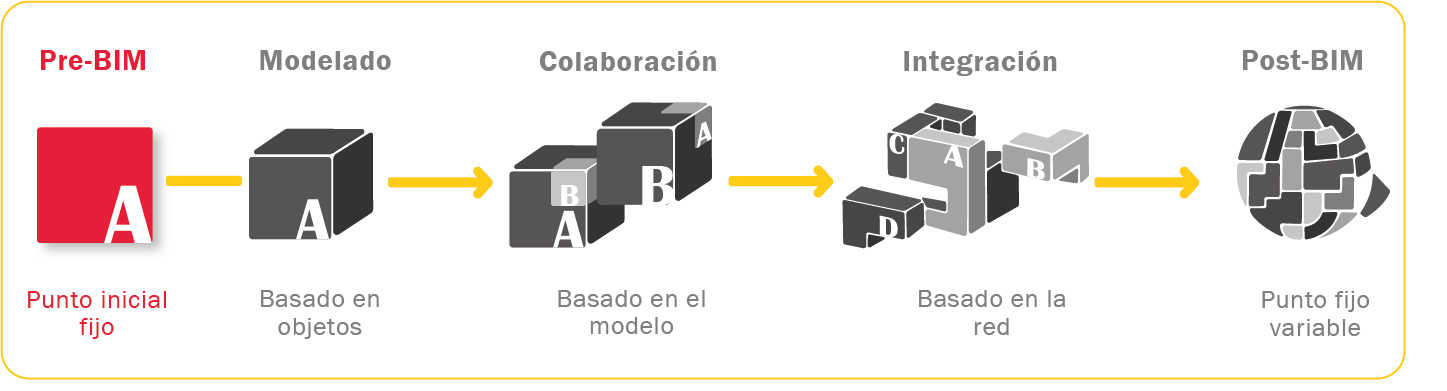 Pre-BIM
Modelado
Colaboración
Integración
Post-BIM
A
A
B
A
A
B
C
A
B
D
Punto inicial
fijo
Basado en
objetos
Basado en el
modelo
Basado en la
red
Punto fijo
variable